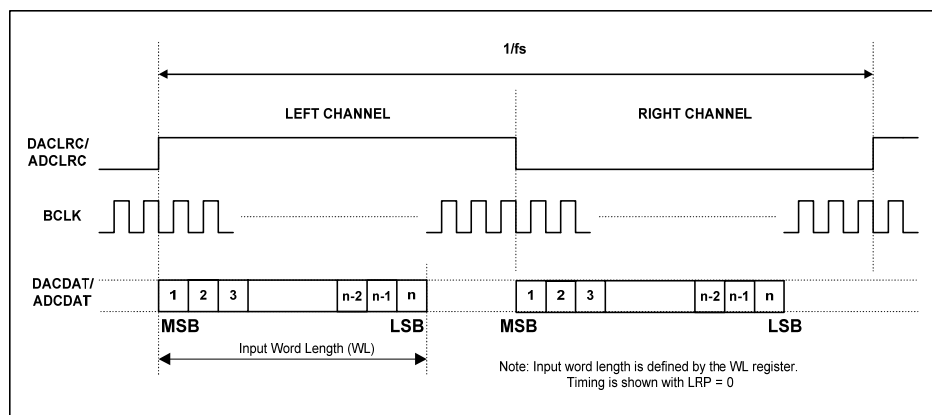 1/fs
LEFT CHANNEL
RIGHT CHANNEL
DACLRC/
ADCLRC
BCLK
DACDAT/
ADCDAT
1 2 3 n-2 n-1 n
1 2 3 n-2 n-1 n
MSB
LSB
MSB
LSB
Input Word Length (WL)
Note: Input word length is defined by the WL register.
Timing is shown with LRP = 0